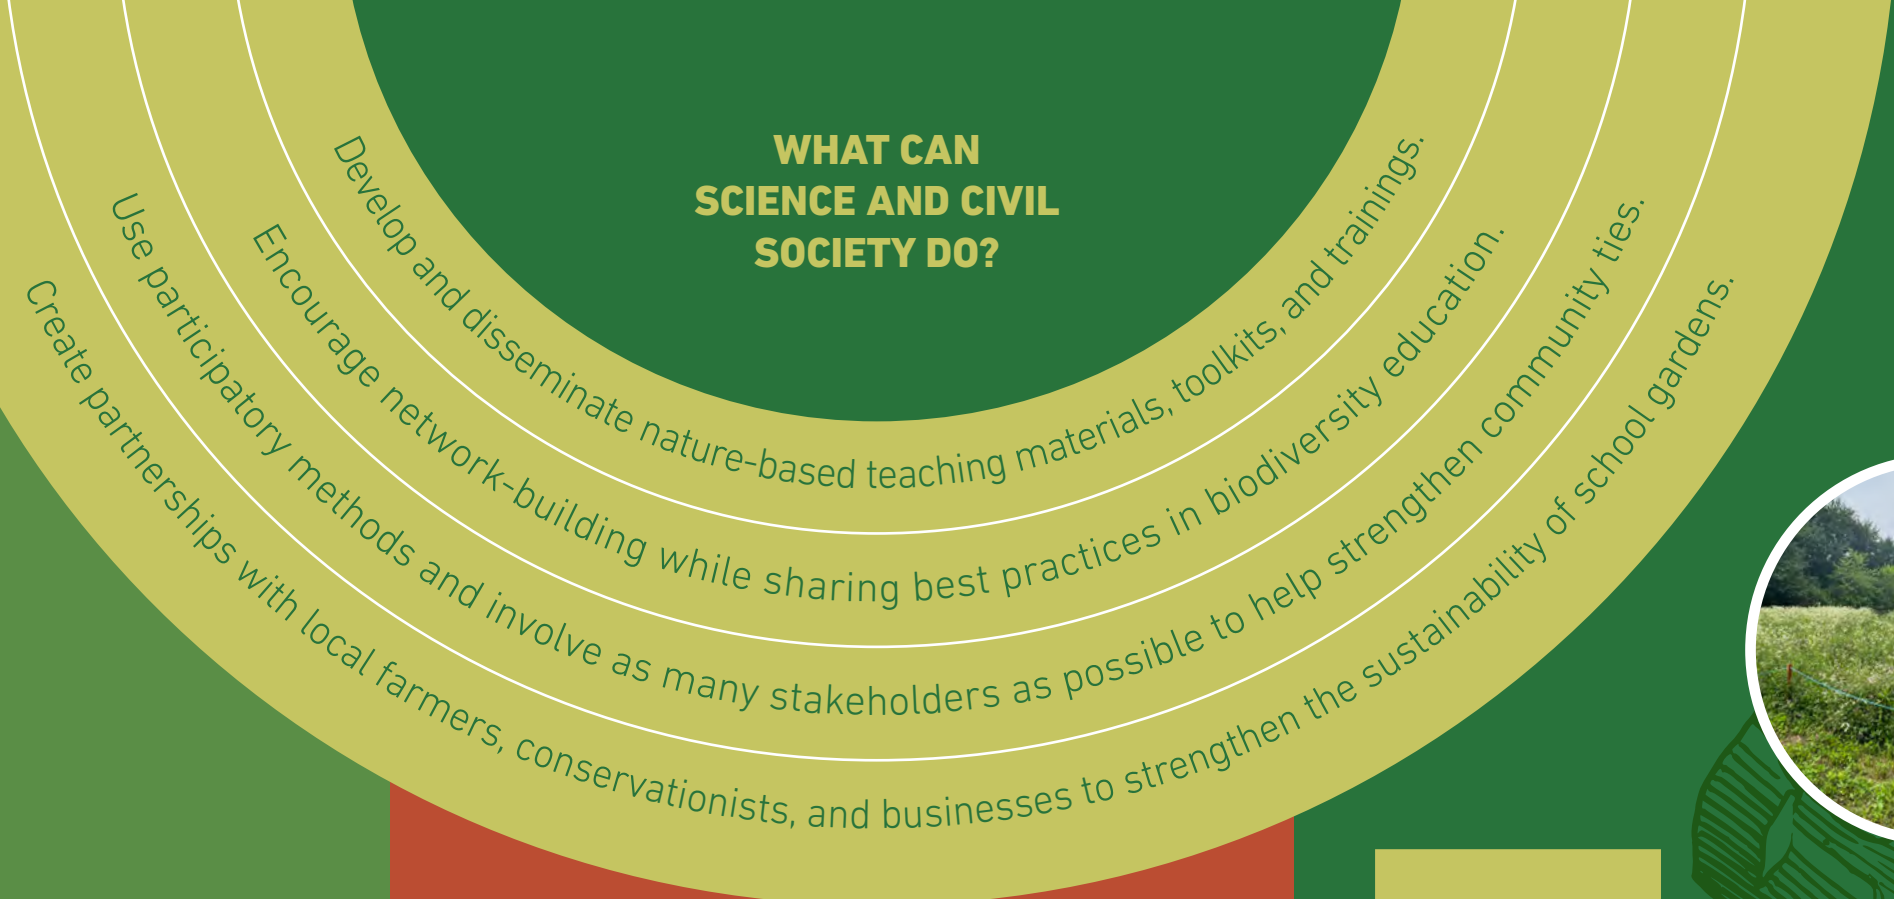 WHAT CAN
SCIENCE AND CIVIL
SOCIETY DO?
Develop and disseminate nature-based teaching materials, toolkits, and trainings.
Encourage network-building while sharing best practices in biodiversity education.
Use participatory methods and involve as many stakeholders as possible to help strengthen community ties.
Create partnerships with local farmers, conservationists, and businesses to strengthen the sustainability of school gardens.